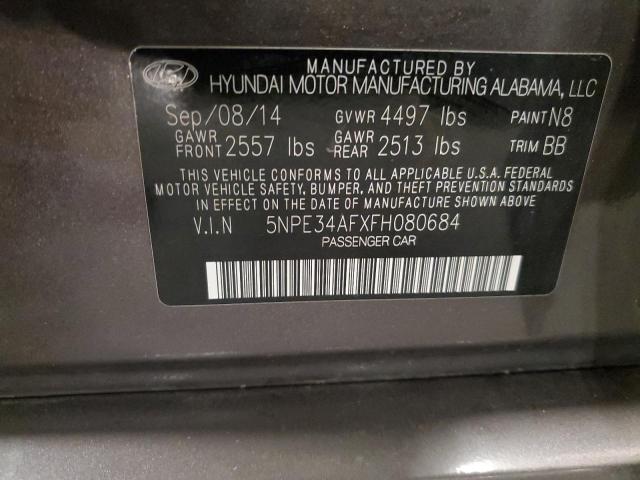 MANUFACTURED BY
HYUNDAI MOTOR MANUFACTURING ALABAMA, LLC
Sep/08/14 GVWR 4497 lbs PAINT N8
GAWR FRONT 2557 lbs GAWR REAR 2513 lbs TRIM BB
THIS VEHICLE CONFORMS TO ALL APPLICABLE U.S.A. FEDERAL
MOTOR VEHICLE SAFETY, BUMPER, AND THEFT PREVENTION STANDARDS
IN EFFECT ON THE DATE OF MANUFACTURE SHOWN ABOVE
V.I.N 5NPE34AFXFH080684
PASSENGER CAR